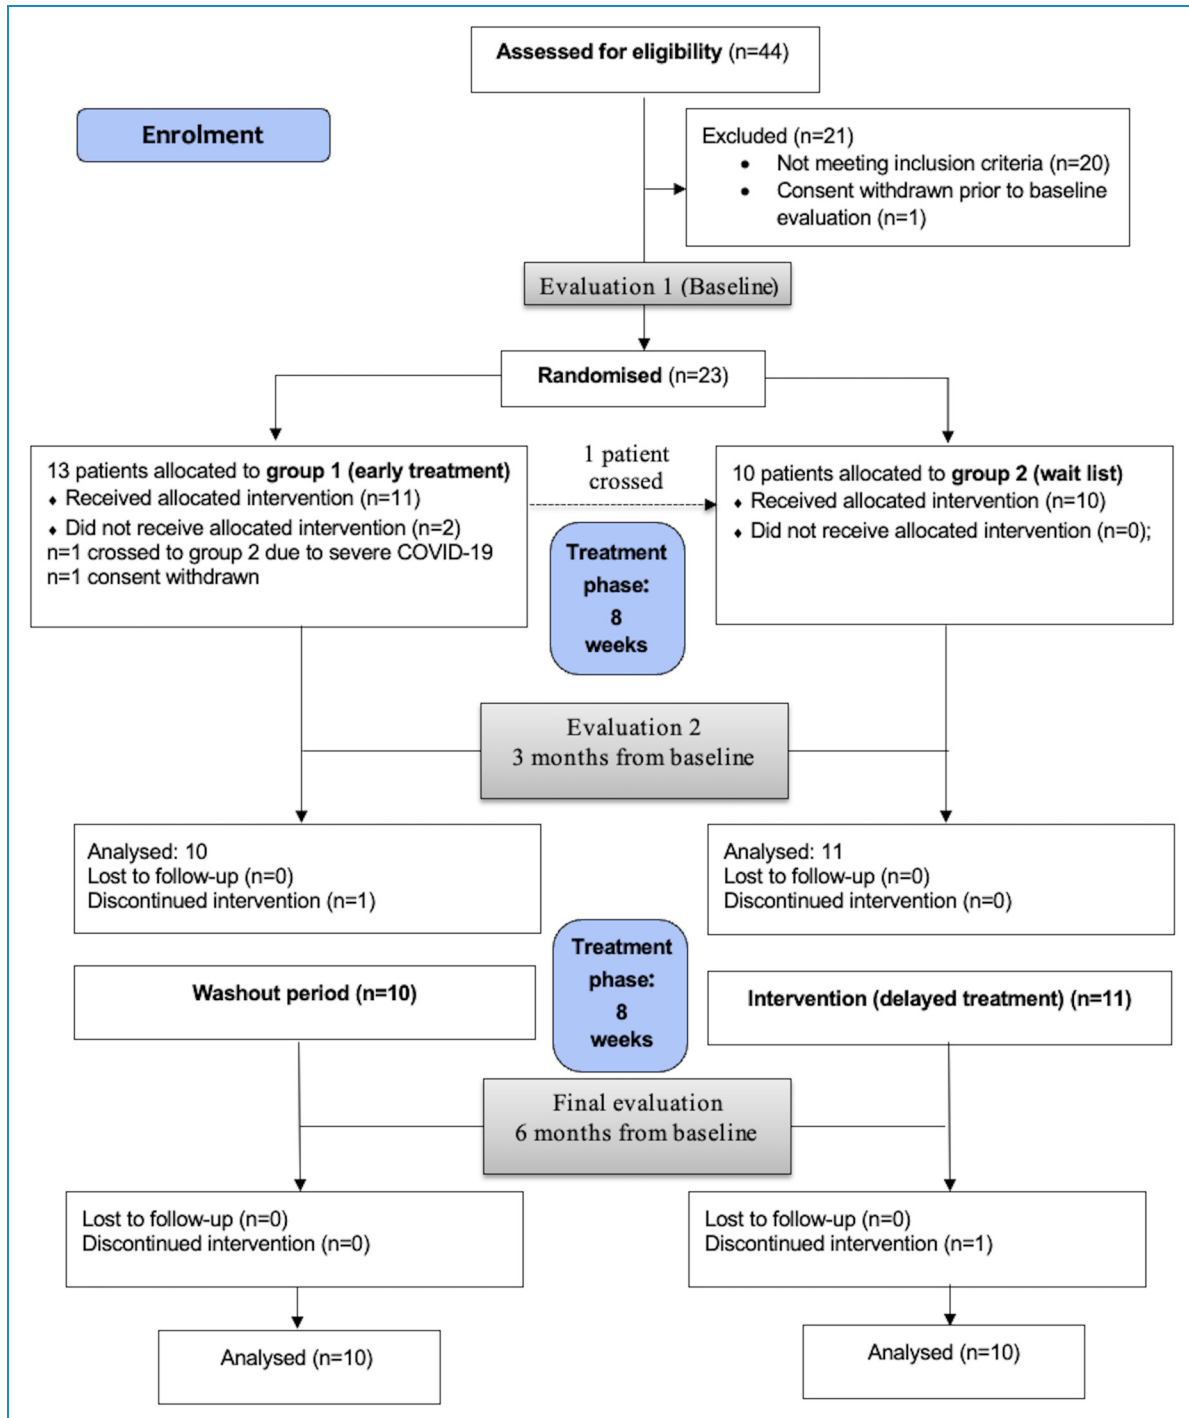 Assessed for eligibility (n=44)
Enrolment
Excluded (n=21)
• Not meeting inclusion criteria (n=20)
• Consent withdrawn prior to baseline
evaluation (n=1)
Evaluation 1 (Baseline)
Randomised (n=23)
13 patients allocated to group 1 (early treatment)
♦ Received allocated intervention (n=11)
♦ Did not receive allocated intervention (n=2)
n=1 crossed to group 2 due to severe COVID-19
n=1 consent withdrawn
1 patient
crossed
10 patients allocated to group 2 (wait list)
♦ Received allocated intervention (n=10)
♦ Did not receive allocated intervention (n=0);
Treatment
phase:
8
weeks
Evaluation 2
3 months from baseline
Analysed: 10
Lost to follow-up (n=0)
Discontinued intervention (n=1)
Analysed: 11
Lost to follow-up (n=0)
Discontinued intervention (n=0)
Treatment
phase:
8
weeks
Washout period (n=10)
Intervention (delayed treatment) (n=11)
Final evaluation
6 months from baseline
Lost to follow-up (n=0)
Discontinued intervention (n=0)
Lost to follow-up (n=0)
Discontinued intervention (n=1)
Analysed (n=10)
Analysed (n=10)